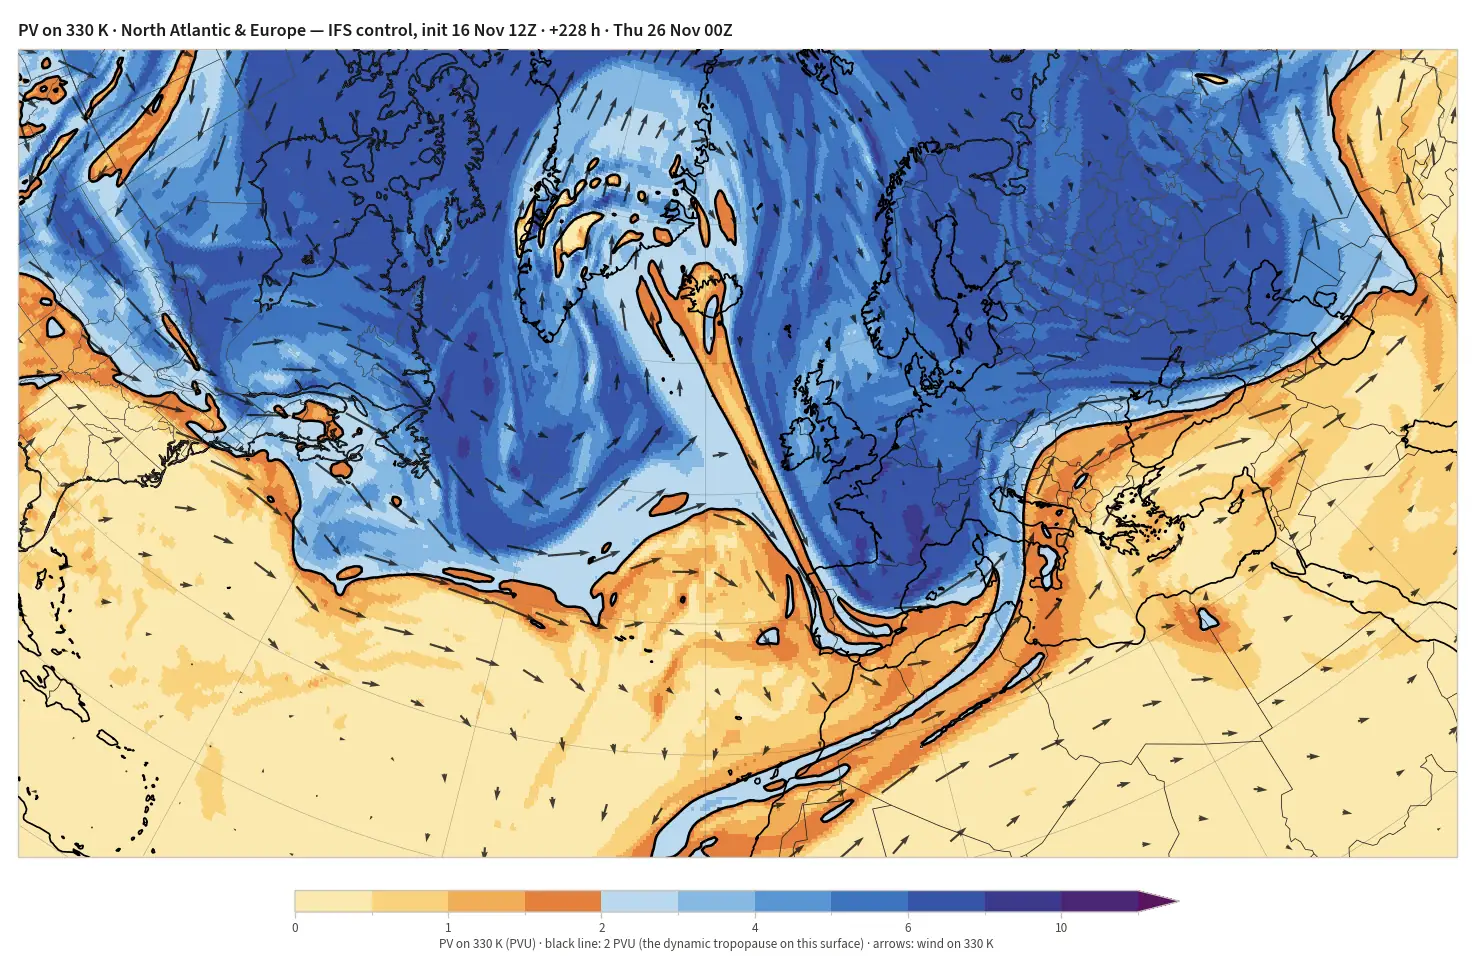 PV on 330 K · North Atlantic & Europe — IFS control, init 16 Nov 12Z · +228 h · Thu 26 Nov 00Z
0 1 2 4 6 10
PV on 330 K (PVU) · black line: 2 PVU (the dynamic tropopause on this surface) · arrows: wind on 330 K